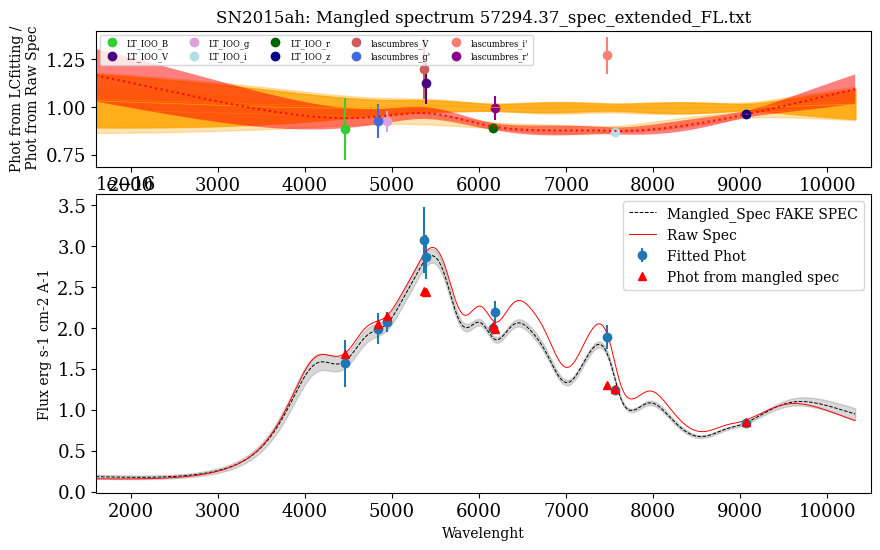 SN2015ah: Mangled spectrum 57294.37_spec_extended_FL.txt
Phot from LCfitting /
Phot from Raw Spec
1.25
1.00
0.75
LT_IOO_B LT_IOO_g LT_IOO_r lascumbres_V lascumbres_i'
LT_IOO_V LT_IOO_i LT_IOO_z lascumbres_g' lascumbres_r'
2000 3000 4000 5000 6000 7000 8000 9000 10000
1e−16
Flux erg s-1 cm-2 A-1
3.5
3.0
2.5
2.0
1.5
1.0
0.5
0.0
Mangled_Spec FAKE SPEC
Raw Spec
Fitted Phot
Phot from mangled spec
2000 3000 4000 5000 6000 7000 8000 9000 10000
Wavelenght